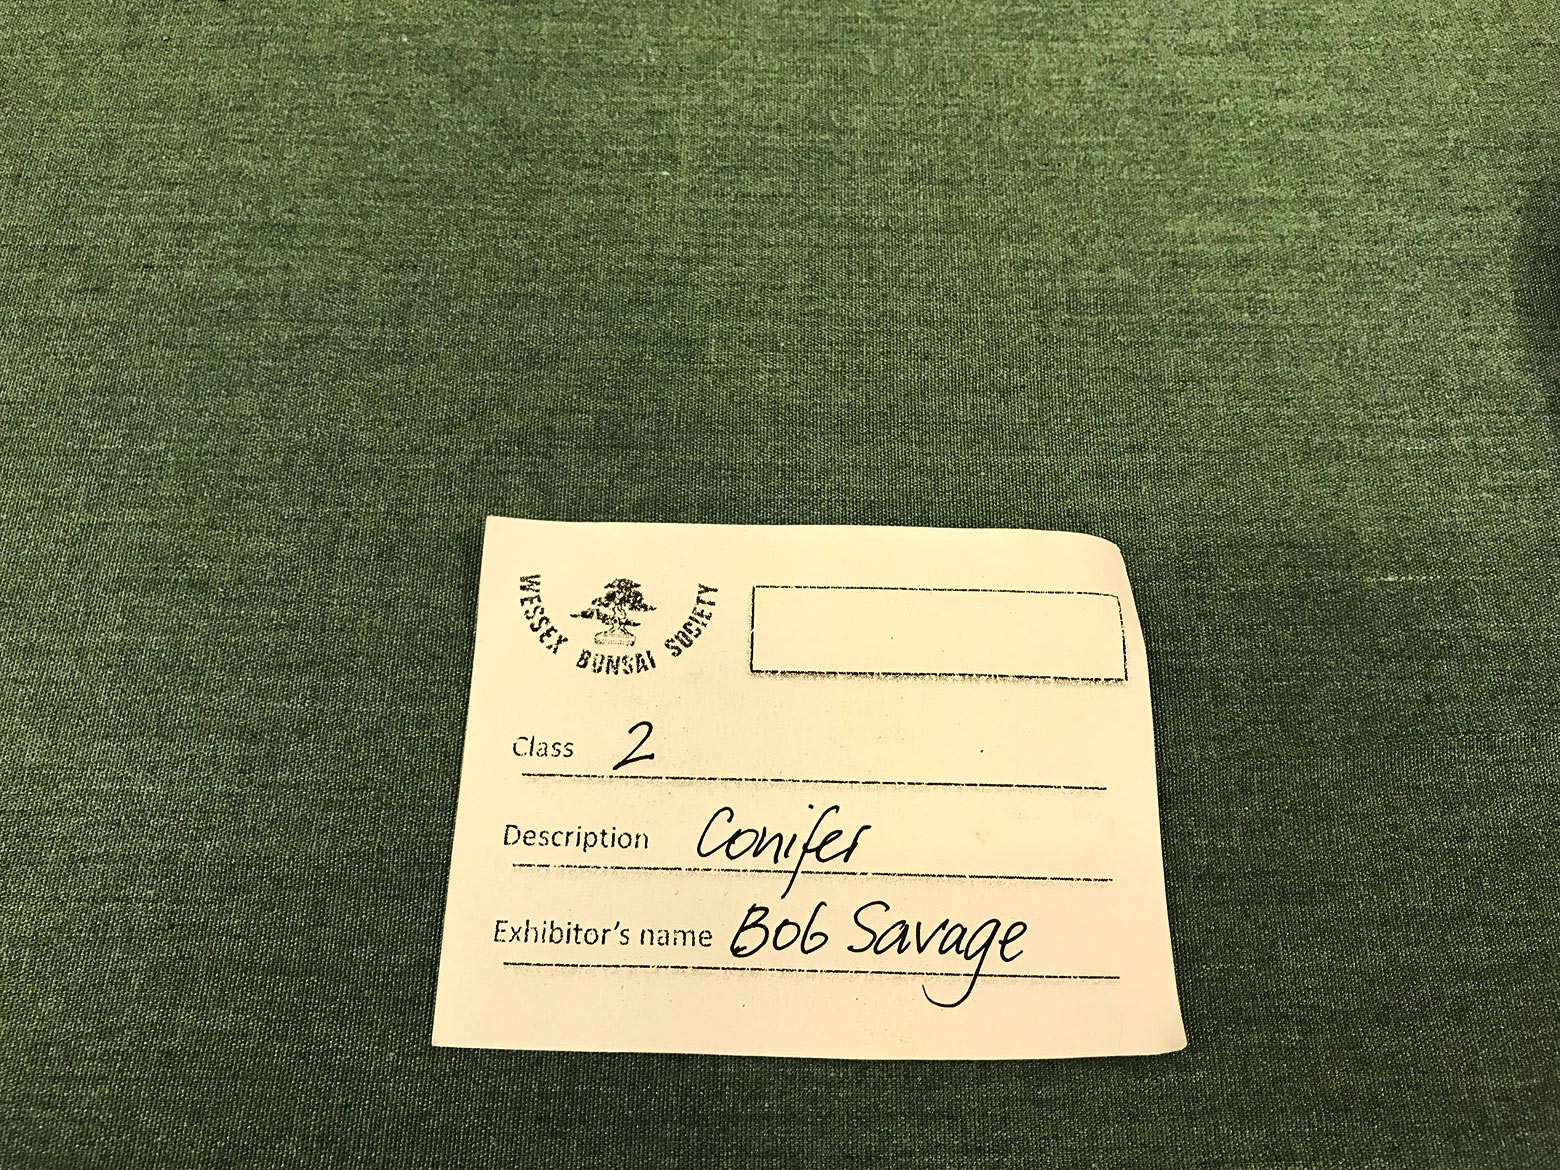 WESSEX BONSAI SOCIETY
Class 2
Description Conifer
Exhibitor's name Bob Savage